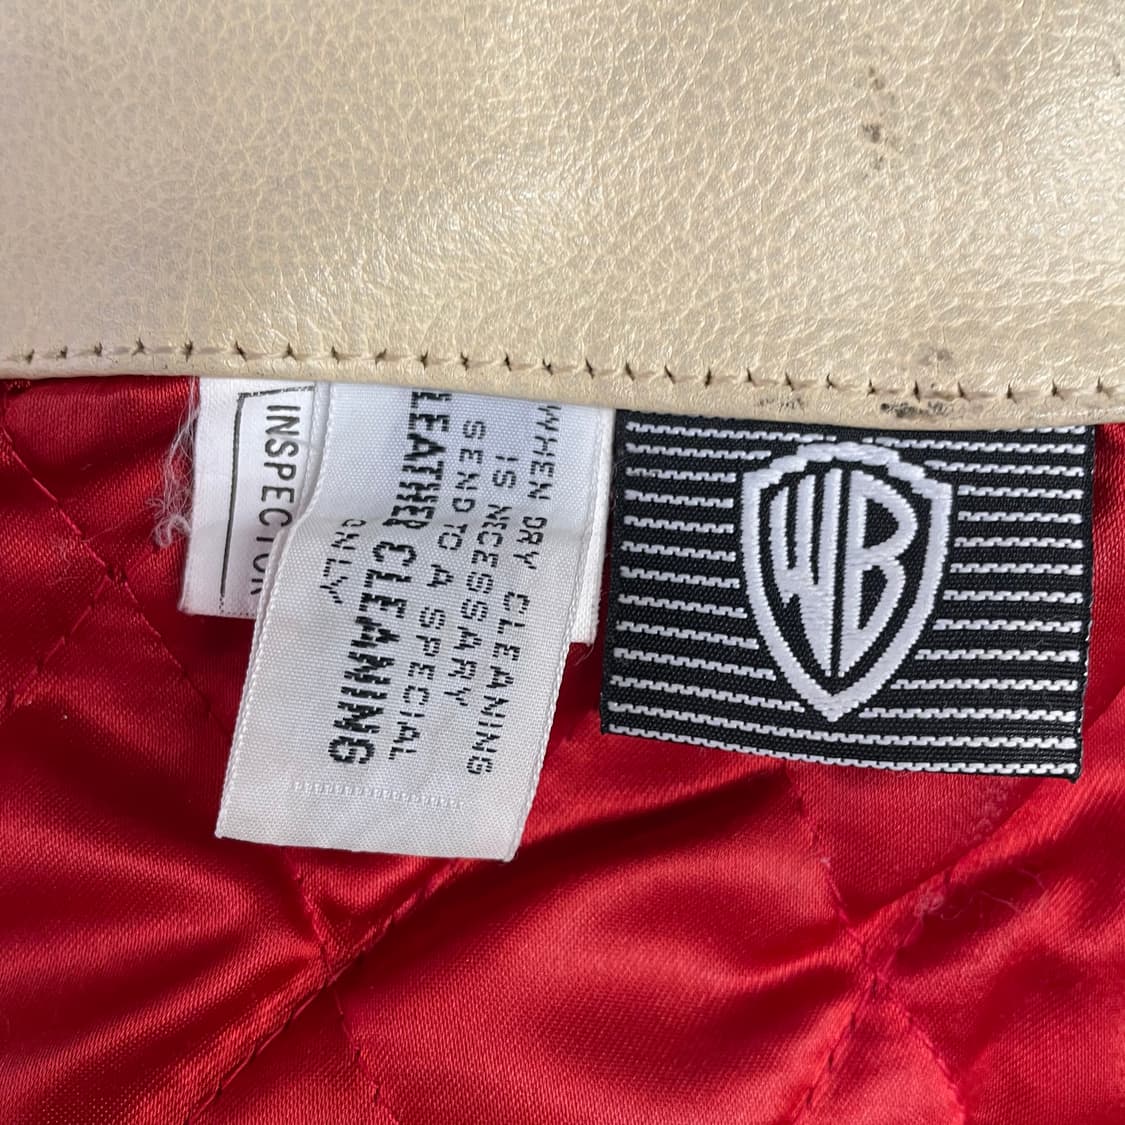 INSPECTOR
WHEN DRY CLEANING
IS NECESSARY
SEND TO A SPECIAL
LEATHER CLEANING
ONLY
WB